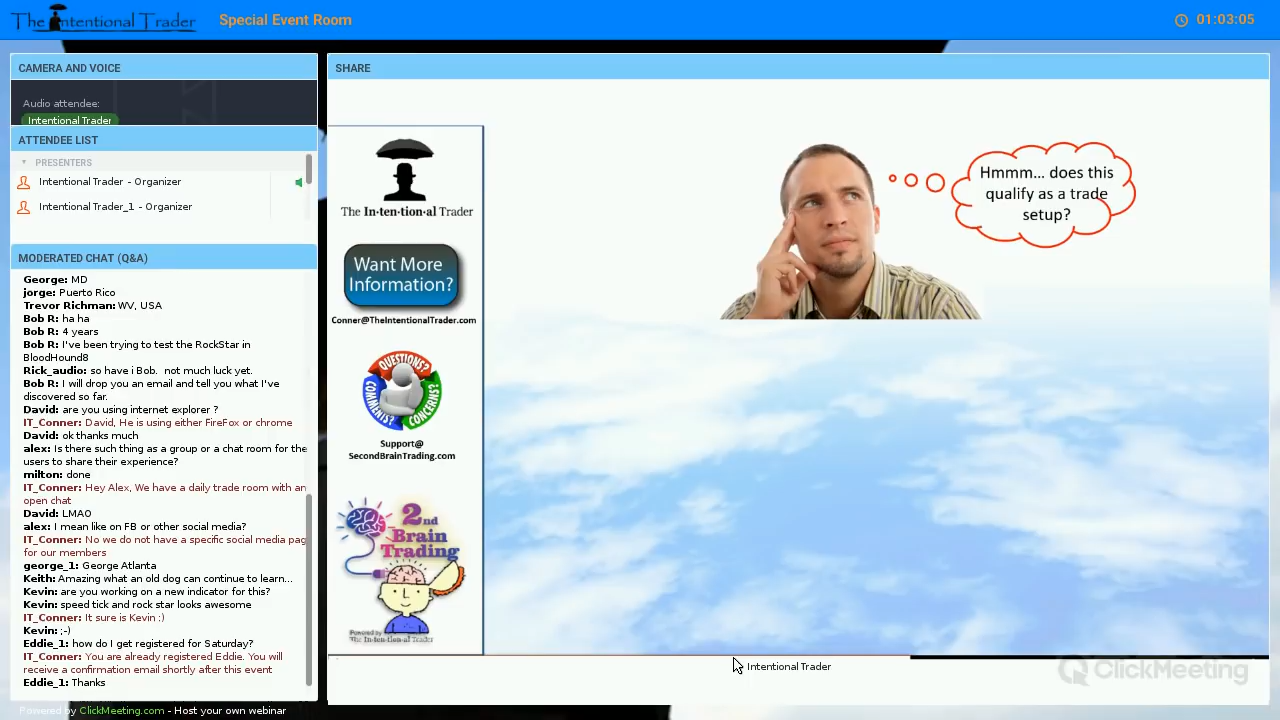 The Intentional Trader
Special Event Room
01:03:05
CAMERA AND VOICE
Audio attendee:
Intentional Trader
ATTENDEE LIST
PRESENTERS
Intentional Trader - Organizer
Intentional Trader_1 - Organizer
MODERATED CHAT (Q&A)
George: MD
jorge: Puerto Rico
Trevor Richman: WV, USA
Bob R: ha ha
Bob R: 4 years
Bob R: I've been trying to test the RockStar in
BloodHound8
Rick_audio: so have i Bob. not much luck yet.
Bob R: I will drop you an email and tell you what I've
discovered so far.
David: are you using internet explorer ?
IT_Conner: David, He is using either FireFox or chrome
David: ok thanks much
alex: Is there such thing as a group or a chat room for the
users to share their experience?
milton: done
IT_Conner: Hey Alex, We have a daily trade room with an
open chat
David: LMAO
alex: I mean like on FB or other social media?
IT_Conner: No we do not have a specific social media pag
for our members
george_1: George Atlanta
Keith: Amazing what an old dog can continue to learn...
Kevin: are you working on a new indicator for this?
Kevin: speed tick and rock star looks awesome
IT_Conner: It sure is Kevin :)
Kevin: ;-)
Eddie_1: how do I get registered for Saturday?
IT_Conner: You are already registered Eddie. You will
receive a confirmation email shortly after this event
Eddie_1: Thanks
Powered by ClickMeeting.com - Host your own webinar
SHARE
The In·ten·tion·al Trader
Want More
Information?
Conner@TheIntentionalTrader.com
QUESTIONS?
COMMENTS?
CONCERNS?
Support@
SecondBrainTrading.com
2nd
Brain
Trading
Powered by
The In·ten·tion·al Trader
Hmmm... does this
qualify as a trade
setup?
Intentional Trader
ClickMeeting